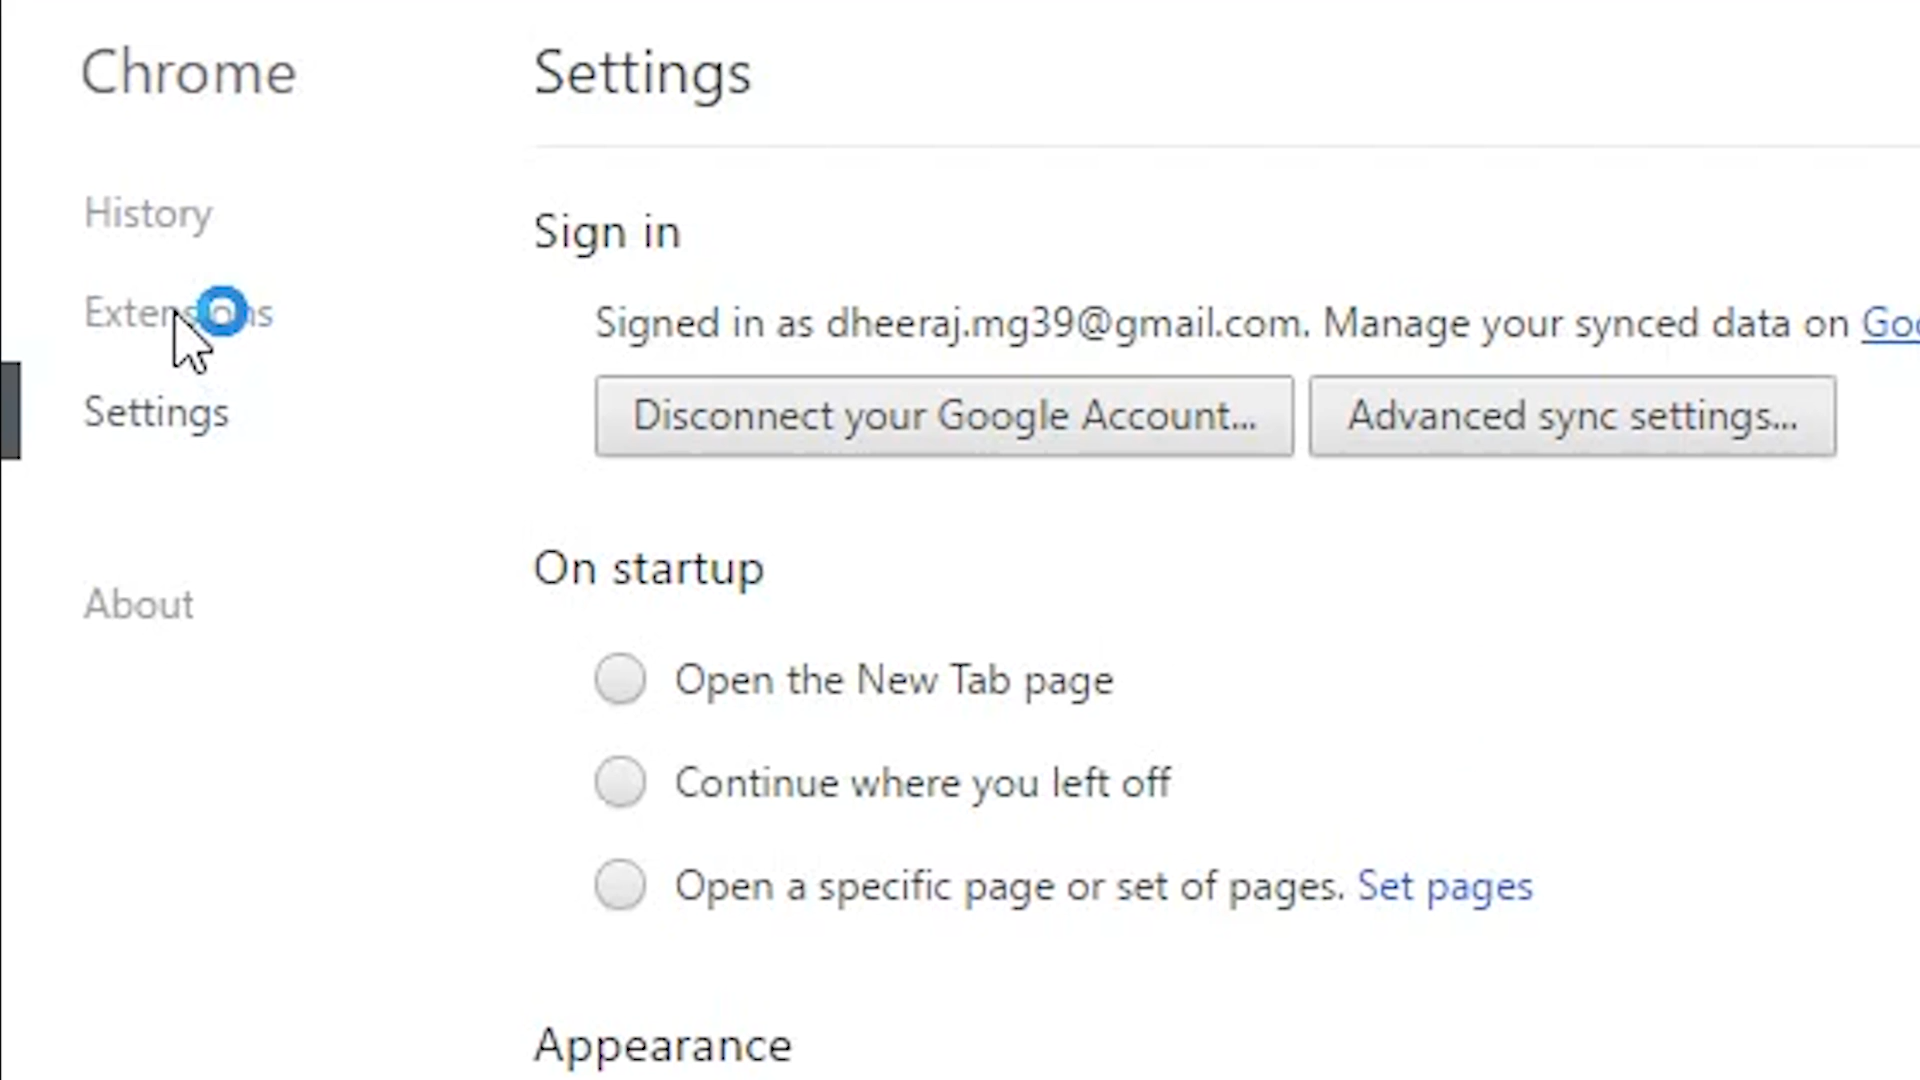 Chrome
Settings
History
Extensions
Settings
About
Sign in
Signed in as dheeraj.mg39@gmail.com. Manage your synced data on
Disconnect your Google Account...
Advanced sync settings...
On startup
Open the New Tab page
Continue where you left off
Open a specific page or set of pages. Set pages
Appearance